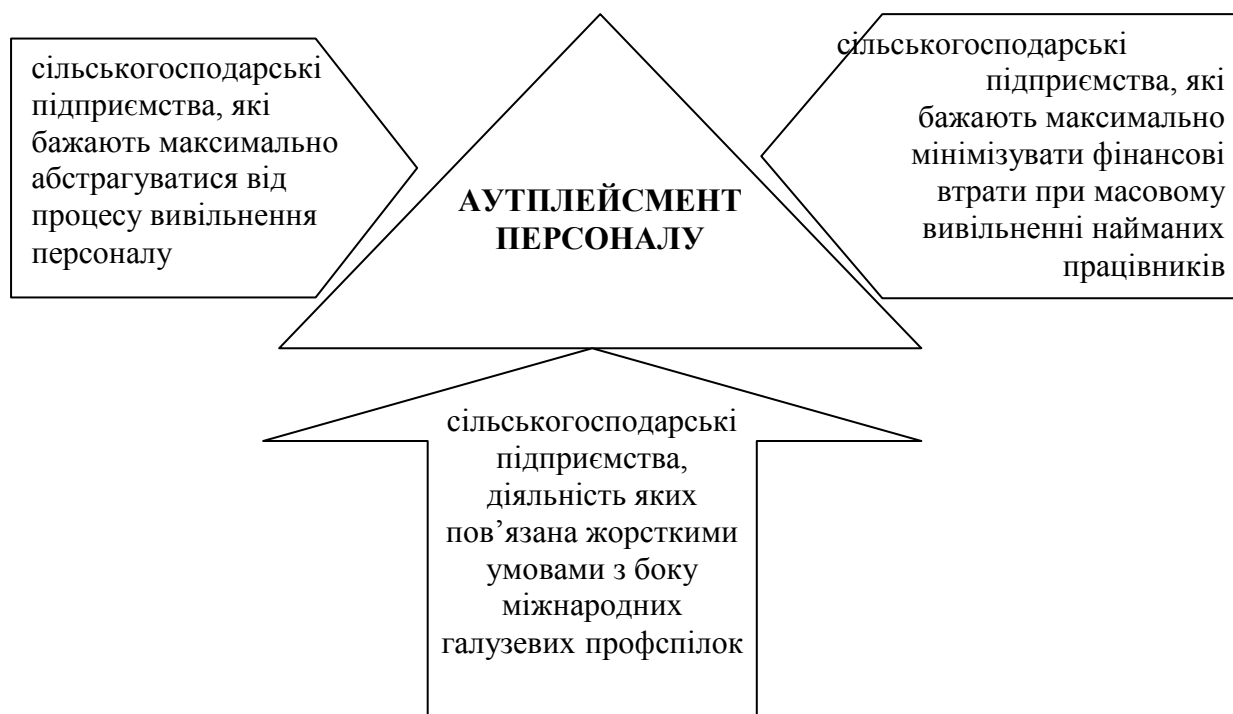 сільськогосподарські
підприємства, які
бажають максимально
абстрагуватися від
процесу вивільнення
персоналу
АУТПЛЕЙСМЕНТ
ПЕРСОНАЛУ
сільськогосподарські
підприємства, які
бажають максимально
мінімізувати фінансові
втрати при масовому
вивільненні найманих
працівників
сільськогосподарські
підприємства,
діяльність яких
пов’язана жорсткими
умовами з боку
міжнародних
галузевих профспілок